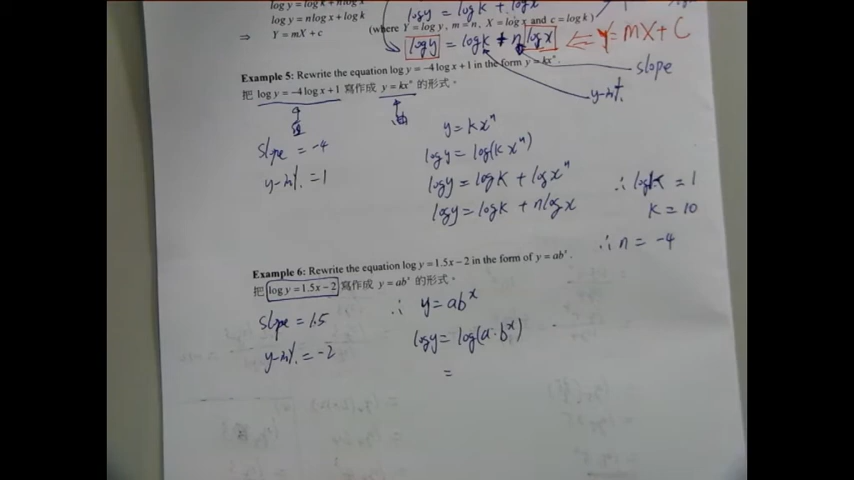 log y = log k + n log x
log y = log k + log xⁿ
log y = n log x + log k
⇒ Y = mX + c
(where Y = log y, m = n, X = log x and c = log k)
log y = log k + n log x ⇐ Y = mX + C
slope
y-int.
Example 5: Rewrite the equation log y = −4 log x + 1 in the form y = kxⁿ.
把 log y = −4 log x + 1 寫作成 y = kxⁿ 的形式。
slope = −4
y-int. = 1
y = kxⁿ
log y = log(k xⁿ)
log y = log k + log xⁿ
log y = log k + n log x
∴ log k = 1
k = 10
∴ n = −4
Example 6: Rewrite the equation log y = 1.5x − 2 in the form of y = abˣ.
把 log y = 1.5x − 2 寫作成 y = abˣ 的形式。
slope = 1.5
y-int. = −2
∴ y = abˣ
log y = log(a·bˣ)
=